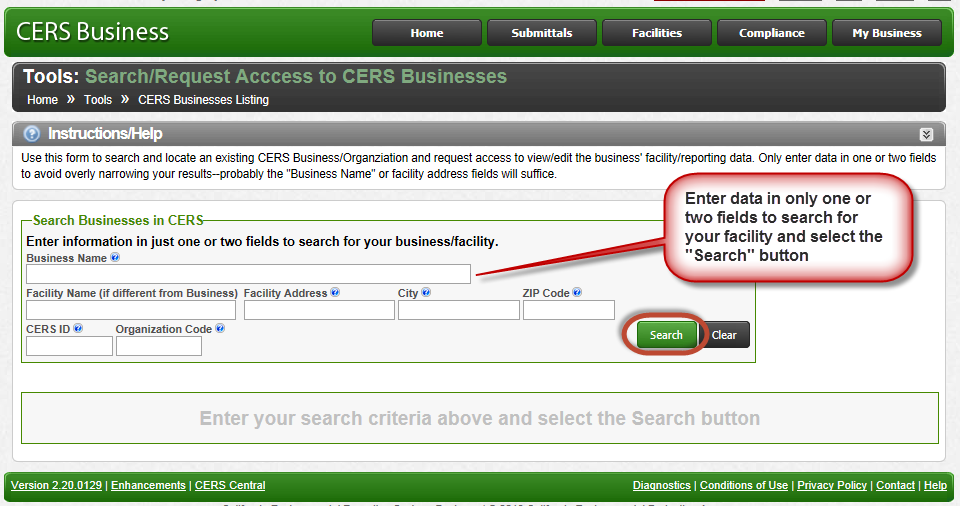 CERS Business
Home
Submittals
Facilities
Compliance
My Business
Tools: Search/Request Acccess to CERS Businesses
Home » Tools » CERS Businesses Listing
Instructions/Help
Use this form to search and locate an existing CERS Business/Organziation and request access to view/edit the business' facility/reporting data. Only enter data in one or two fields
to avoid overly narrowing your results--probably the "Business Name" or facility address fields will suffice.
Enter data in only one or
two fields to search for
your facility and select the
"Search" button
Search Businesses in CERS
Enter information in just one or two fields to search for your business/facility.
Business Name
Facility Name (if different from Business) Facility Address City ZIP Code
CERS ID Organization Code
Search Clear
Enter your search criteria above and select the Search button
Version 2.20.0129 | Enhancements | CERS Central
Diagnostics | Conditions of Use | Privacy Policy | Contact | Help